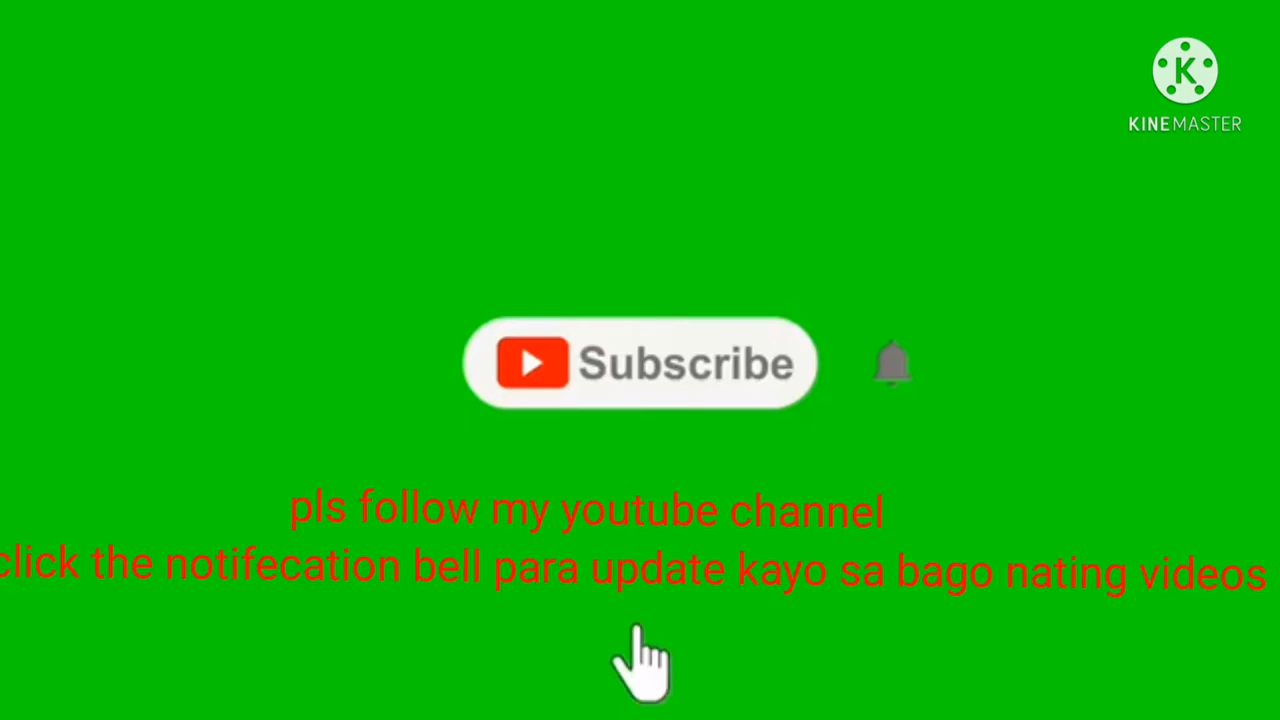 KINEMASTER
Subscribe
pls follow my youtube channel
click the notifecation bell para update kayo sa bago nating videos